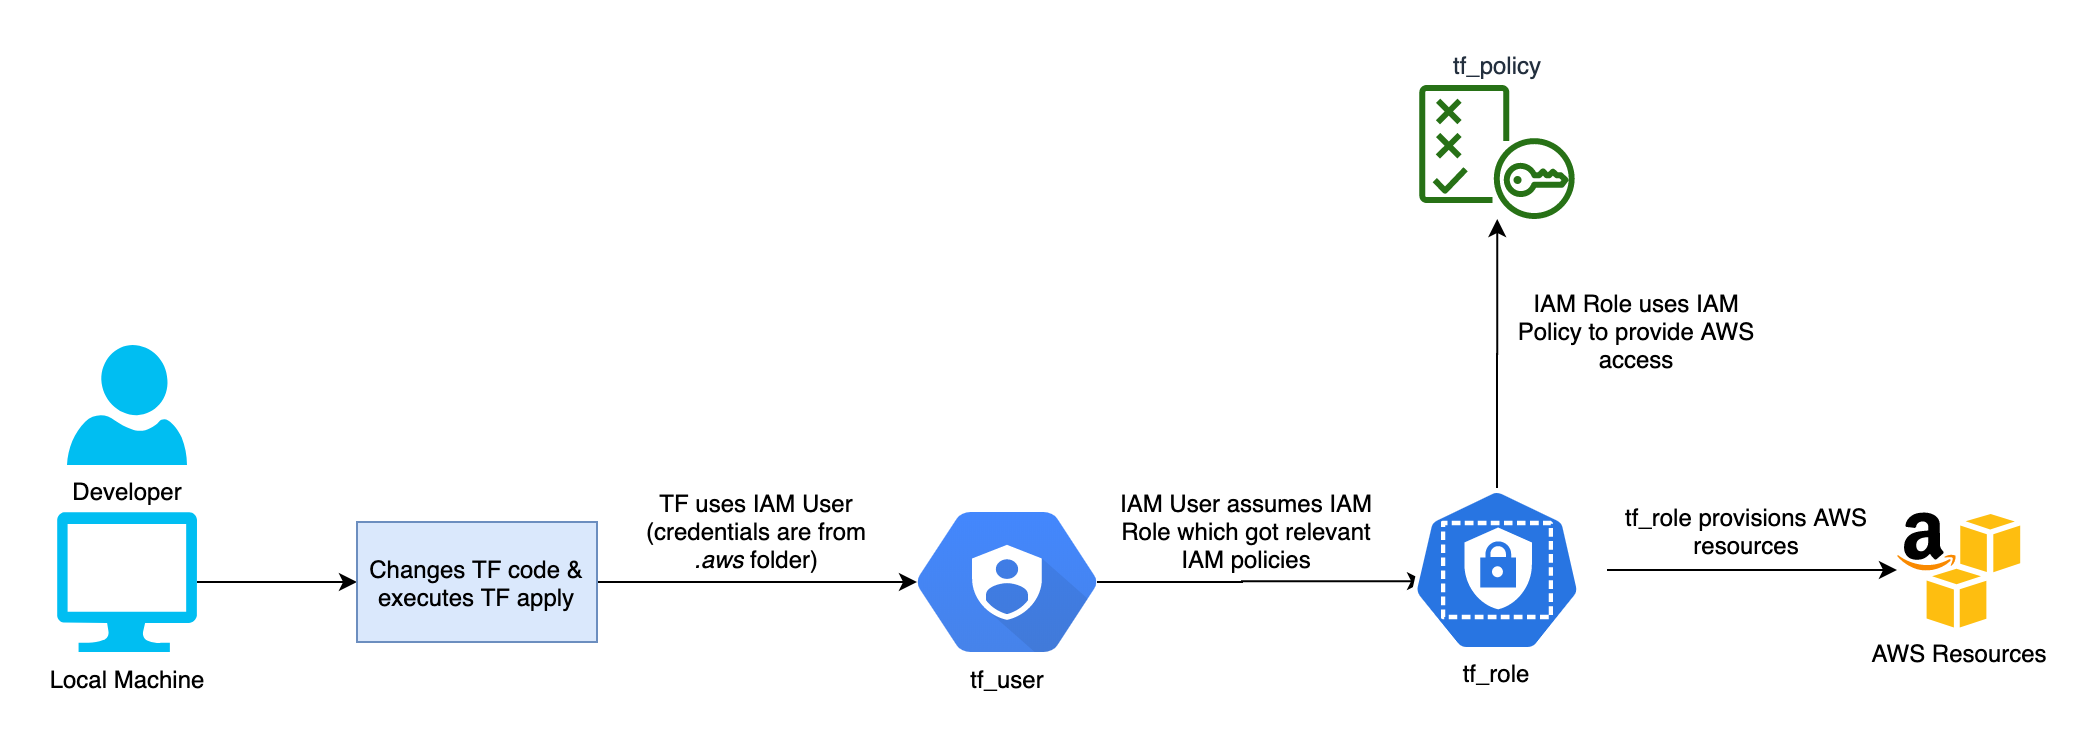 tf_policy
IAM Role uses IAM
Policy to provide AWS
access
Developer
Local Machine
Changes TF code &
executes TF apply
TF uses IAM User
(credentials are from
.aws folder)
tf_user
IAM User assumes IAM
Role which got relevant
IAM policies
tf_role
tf_role provisions AWS
resources
a
AWS Resources